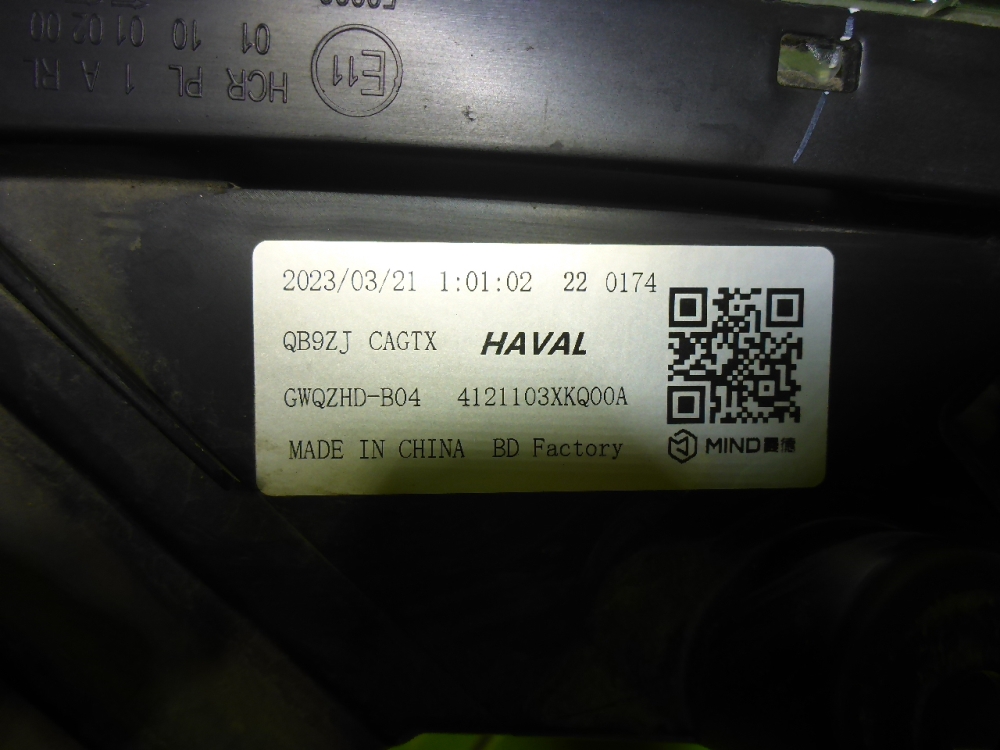 50000
01 10 01 02 00
HCR PL 1 A RL
E11
2023/03/21 1:01:02 22 0174
QB9ZJ CAGTX HAVAL
GWQZHD-B04 4121103XKQ00A
MADE IN CHINA BD Factory
MIND曼德